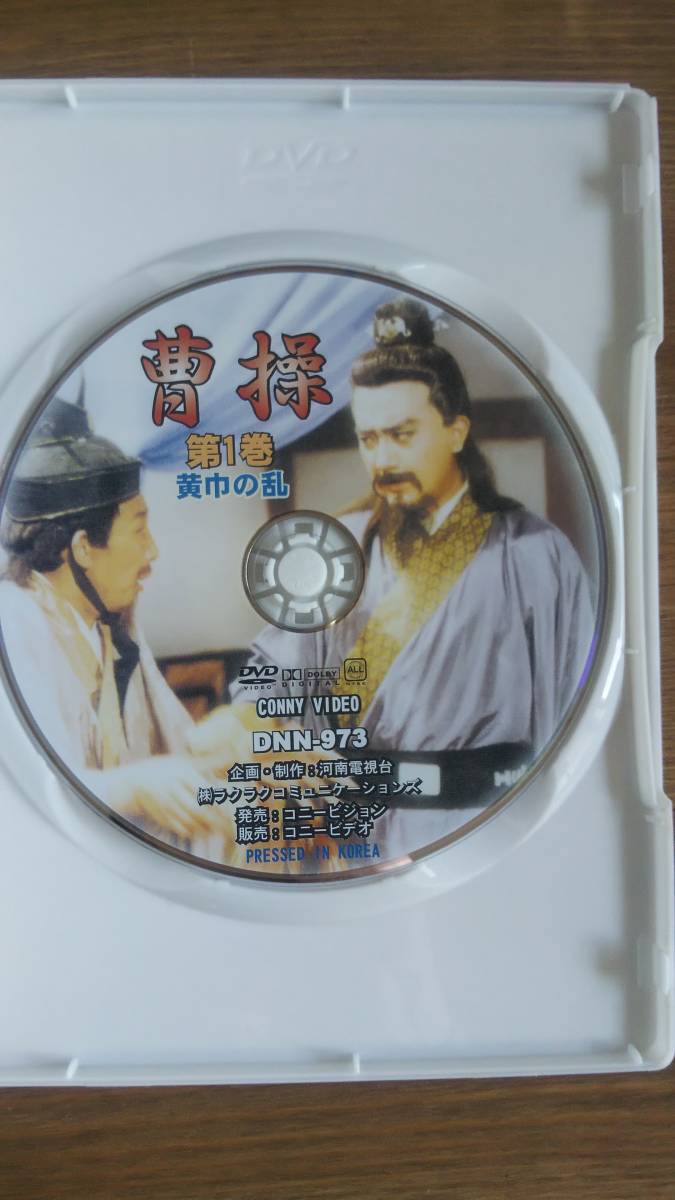 DVD
曹操
第1巻
黄巾の乱
DVD VIDEO DOLBY DIGITAL ALL
CONNY VIDEO
DNN-973
企画・制作：河南電視台
㈱ラクラクコミューケーションズ
発売：コニービジョン
販売：コニービデオ
PRESSED IN KOREA